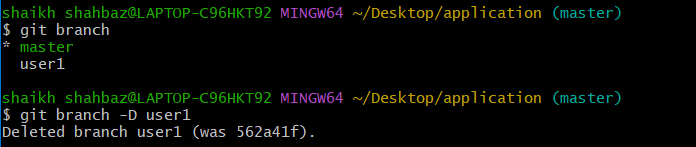 shaikh shahbaz@LAPTOP-C96HKT92 MINGW64 ~/Desktop/application (master)
$ git branch
* master
  user1
shaikh shahbaz@LAPTOP-C96HKT92 MINGW64 ~/Desktop/application (master)
$ git branch -D user1
Deleted branch user1 (was 562a41f).